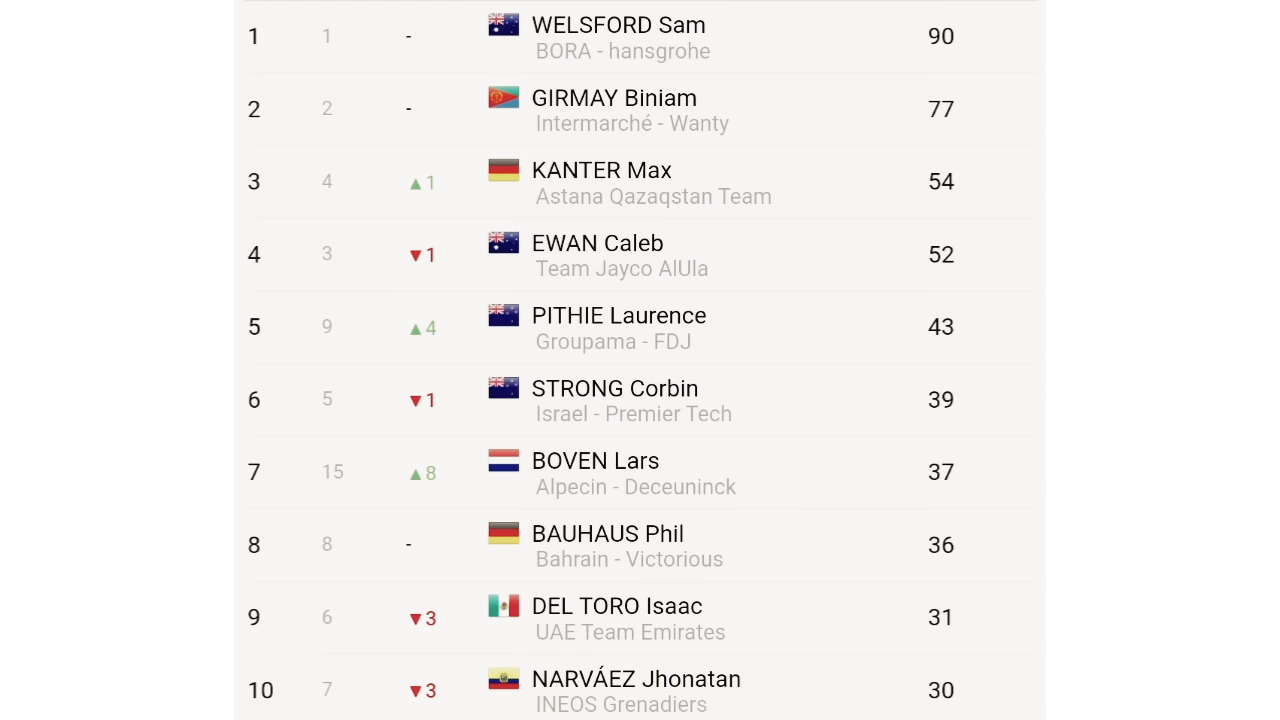 1 1 - WELSFORD Sam 90
BORA - hansgrohe
2 2 - GIRMAY Biniam 77
Intermarché - Wanty
3 4 ▲1 KANTER Max 54
Astana Qazaqstan Team
4 3 ▼1 EWAN Caleb 52
Team Jayco AlUla
5 9 ▲4 PITHIE Laurence 43
Groupama - FDJ
6 5 ▼1 STRONG Corbin 39
Israel - Premier Tech
7 15 ▲8 BOVEN Lars 37
Alpecin - Deceuninck
8 8 - BAUHAUS Phil 36
Bahrain - Victorious
9 6 ▼3 DEL TORO Isaac 31
UAE Team Emirates
10 7 ▼3 NARVÁEZ Jhonatan 30
INEOS Grenadiers